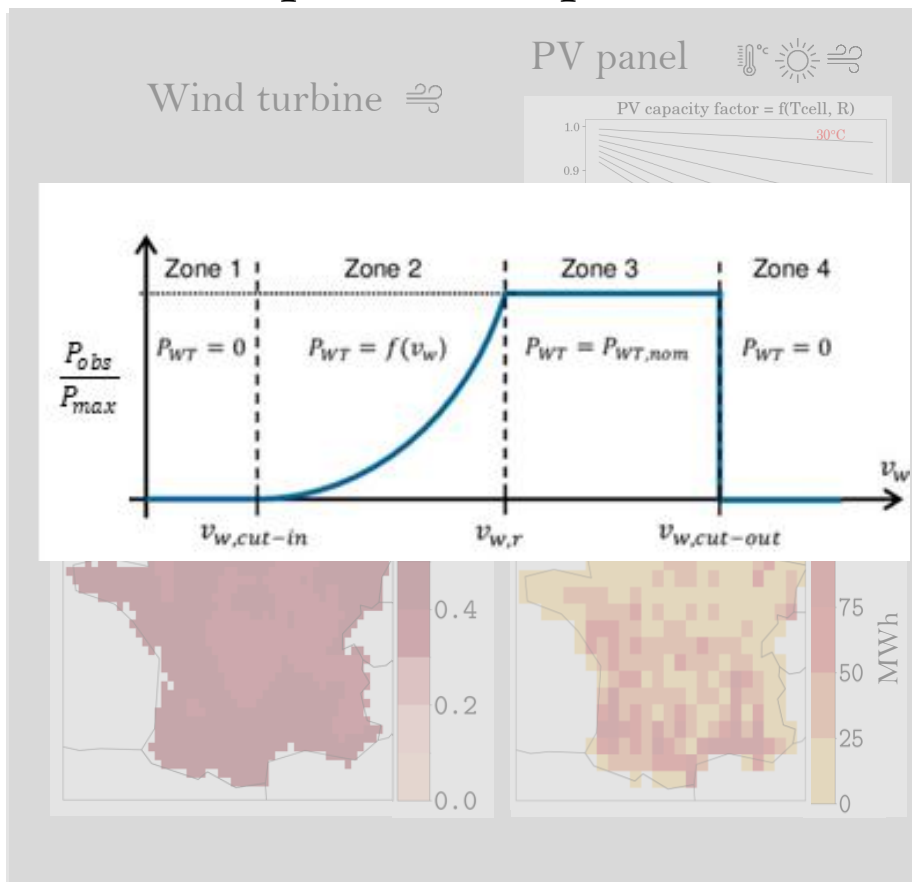 PV panel °C
Wind turbine
PV capacity factor = f(Tcell, R)
1.0
30°C
0.9
Zone 1 Zone 2 Zone 3 Zone 4
P_WT = 0 P_WT = f(v_w) P_WT = P_WT,nom P_WT = 0
P_obs
P_max
v_w
v_w,cut-in v_w,r v_w,cut-out
0.4
0.2
0.0
75
50
25
0
MWh